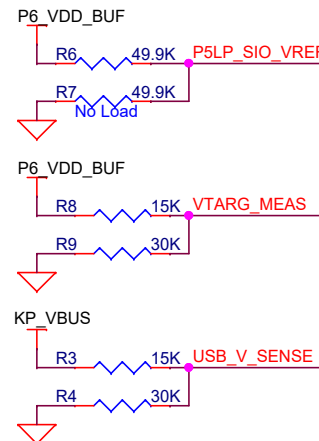 P6_VDD_BUF
R6 49.9K P5LP_SIO_VREF
R7 49.9K
No Load
P6_VDD_BUF
R8 15K VTARG_MEAS
R9 30K
KP_VBUS
R3 15K USB_V_SENSE
R4 30K